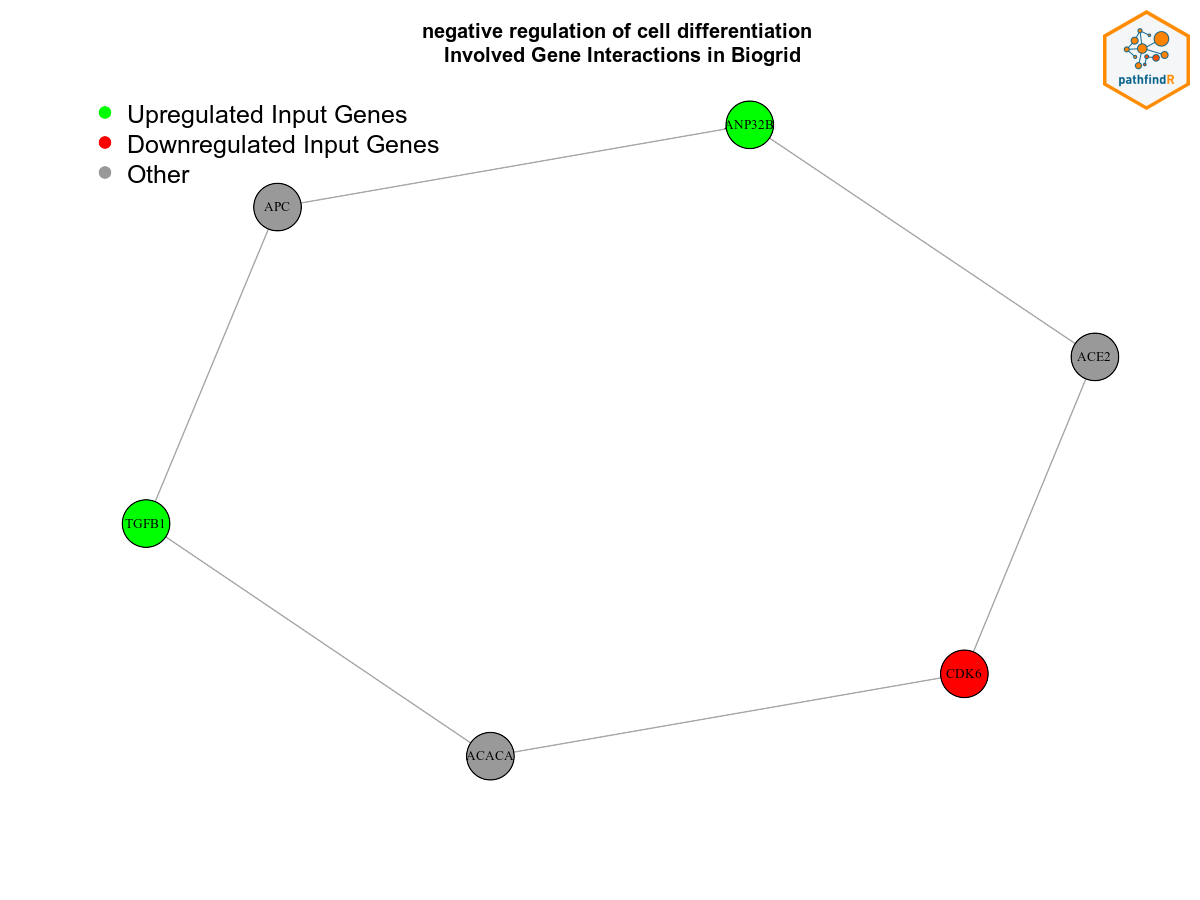 negative regulation of cell differentiation
Involved Gene Interactions in Biogrid
pathfindR
Upregulated Input Genes
Downregulated Input Genes
Other
ANP32B
APC
ACE2
TGFB1
CDK6
ACACA